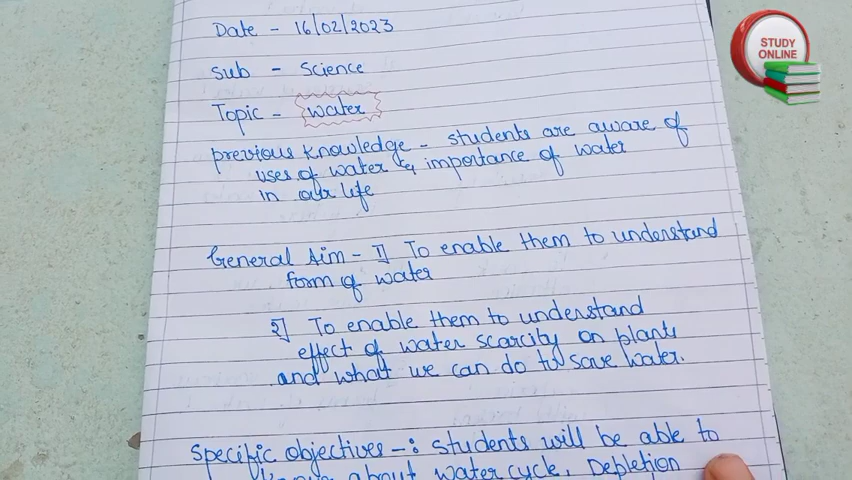 Date - 16/02/2023
Sub - Science
Topic - Water
previous knowledge - students are aware of
uses of water & importance of water
in our life
General Aim - 1] To enable them to understand
form of water
2] To enable them to understand
effect of water scarcity on plants
and what we can do to save water.
Specific objectives -: students will be able to
about water cycle, Depletion
STUDY
ONLINE